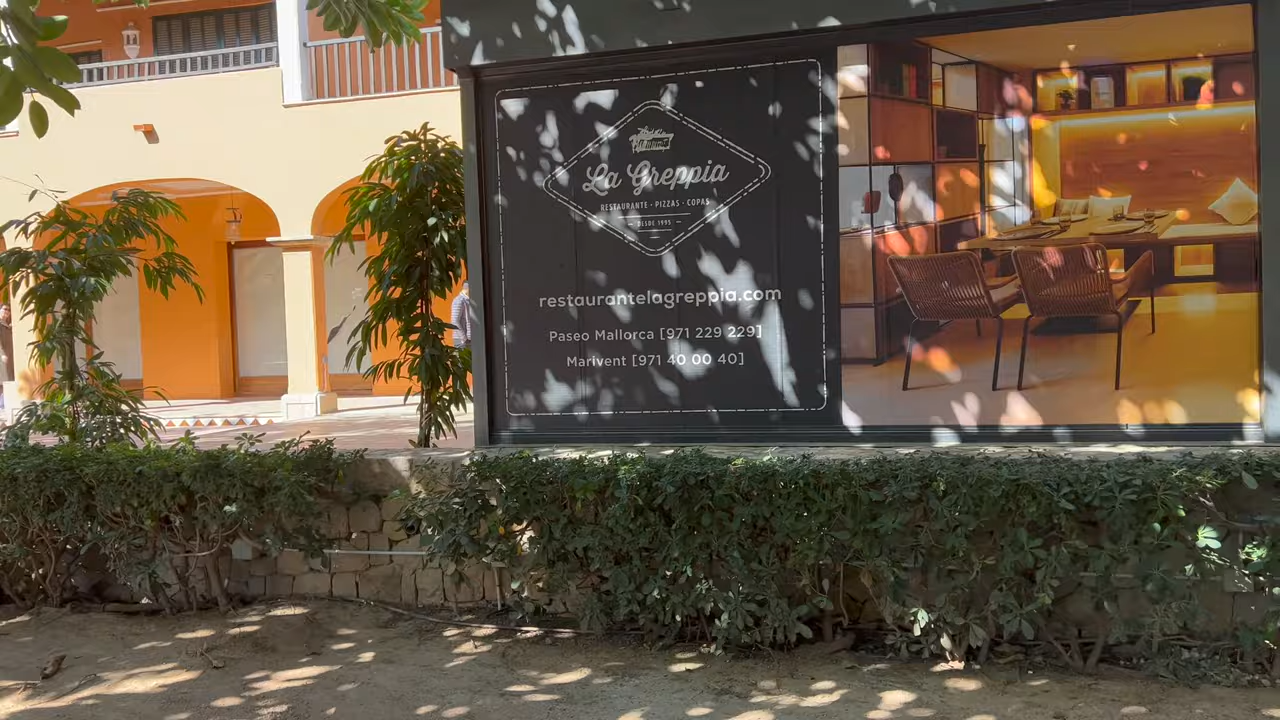 La Greppia
RESTAURANTE · PIZZAS · COPAS
DESDE 1995
restaurantelagreppia.com
Paseo Mallorca [971 229 229]
Marivent [971 40 00 40]